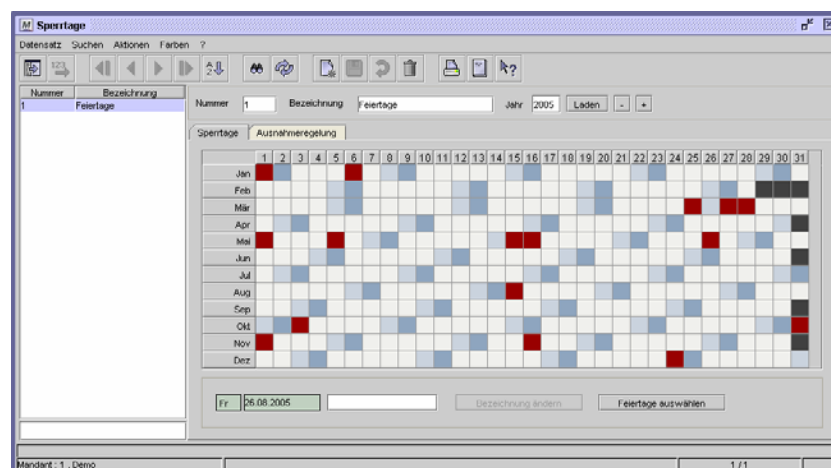 M Sperrtage
Datensatz Suchen Aktionen Farben ?
Nummer Bezeichnung
1 Feiertage
Nummer 1 Bezeichnung Feiertage Jahr 2005 Laden - +
Sperrtage Ausnahmeregelung
1 2 3 4 5 6 7 8 9 10 11 12 13 14 15 16 17 18 19 20 21 22 23 24 25 26 27 28 29 30 31
Jan
Feb
Mär
Apr
Mai
Jun
Jul
Aug
Sep
Okt
Nov
Dez
Fr 26.08.2005 Bezeichnung ändern Feiertage auswählen
Mandant : 1 , Demo 1 / 1